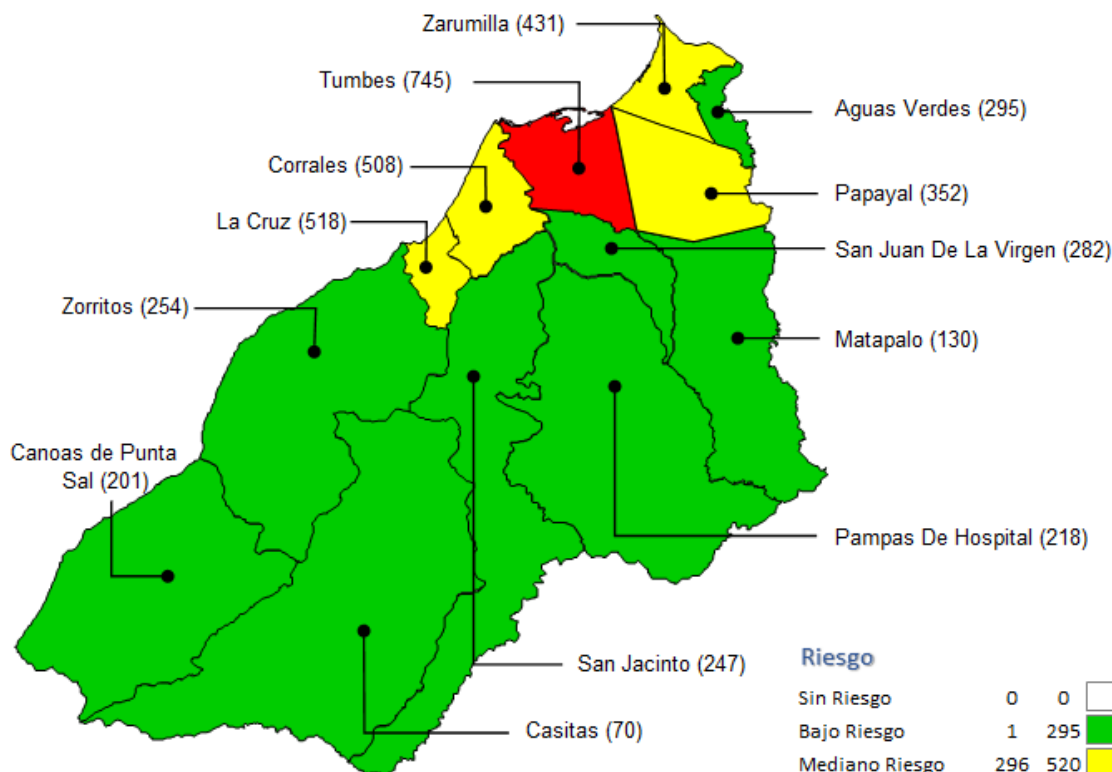 Zarumilla (431)
Tumbes (745)
Aguas Verdes (295)
Corrales (508)
Papayal (352)
La Cruz (518)
San Juan De La Virgen (282)
Zorritos (254)
Matapalo (130)
Canoas de Punta
Sal (201)
Pampas De Hospital (218)
San Jacinto (247)
Casitas (70)
Riesgo
Sin Riesgo 0 0
Bajo Riesgo 1 295
Mediano Riesgo 296 520